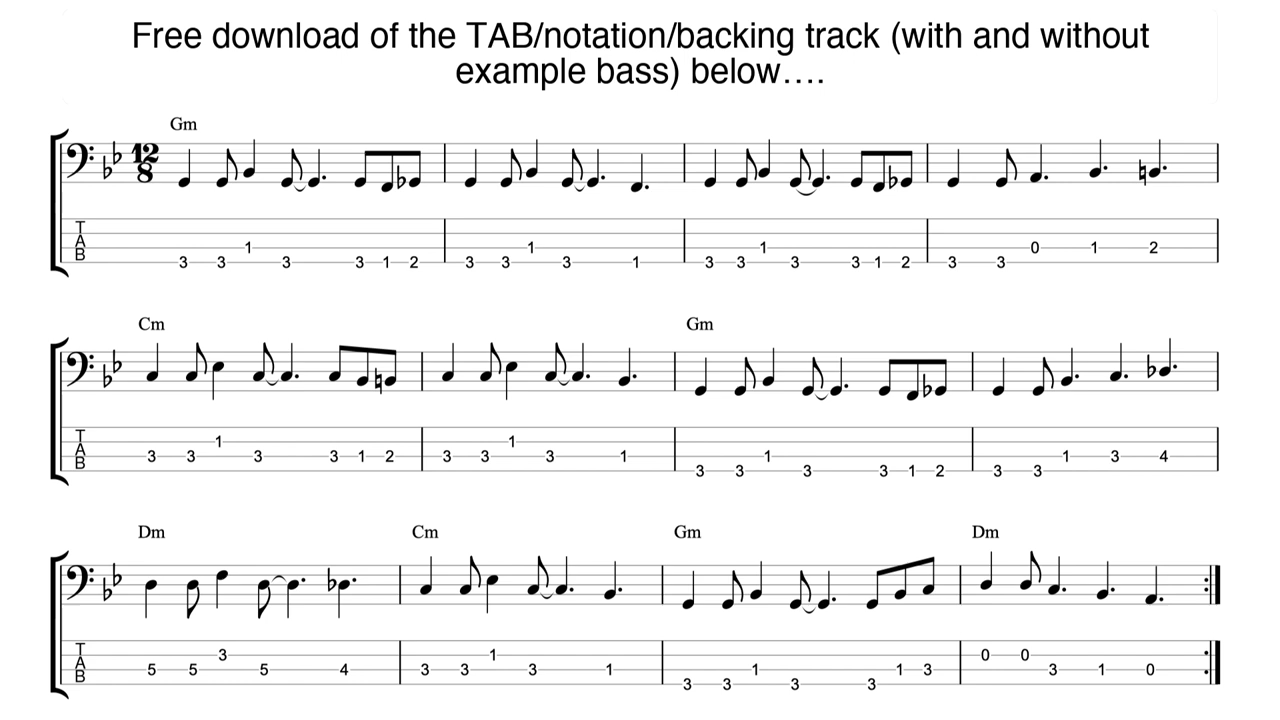 Free download of the TAB/notation/backing track (with and without
example bass) below….
Gm
12
8
T
A
B
3 3 1 3 3 1 2 3 3 1 3 1 3 3 1 3 3 1 2 3 3 0 1 2
Cm Gm
T
A
B
3 3 1 3 3 1 2 3 3 1 3 1 3 3 1 3 3 1 2 3 3 1 3 4
Dm Cm Gm Dm
T
A
B
5 5 3 5 4 3 3 1 3 1 3 3 1 3 3 1 3 0 0 3 1 0